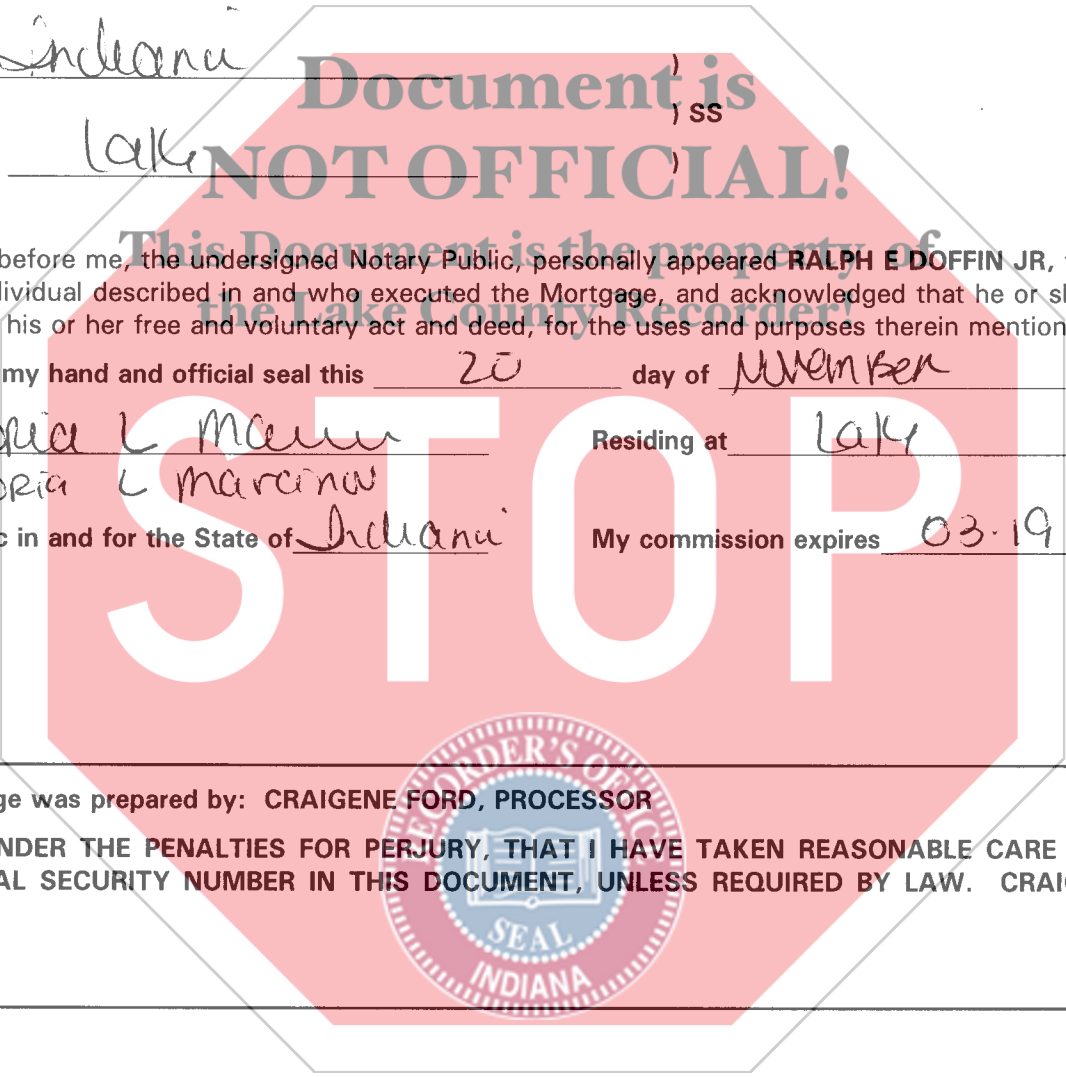 Indiana
)
) SS
Lake
)
Document is
NOT OFFICIAL!
This Document is the property of
the Lake County Recorder!
before me, the undersigned Notary Public, personally appeared RALPH E DOFFIN JR,
dividual described in and who executed the Mortgage, and acknowledged that he or sh
his or her free and voluntary act and deed, for the uses and purposes therein mention
my hand and official seal this 20 day of November
oria L Residing at Lake
oria L
c in and for the State of Indiana My commission expires 03-19
STOP
ge was prepared by: CRAIGENE FORD, PROCESSOR
NDER THE PENALTIES FOR PERJURY, THAT I HAVE TAKEN REASONABLE CARE
AL SECURITY NUMBER IN THIS DOCUMENT, UNLESS REQUIRED BY LAW. CRAIG
RECORDER'S OFFICE
SEAL
INDIANA